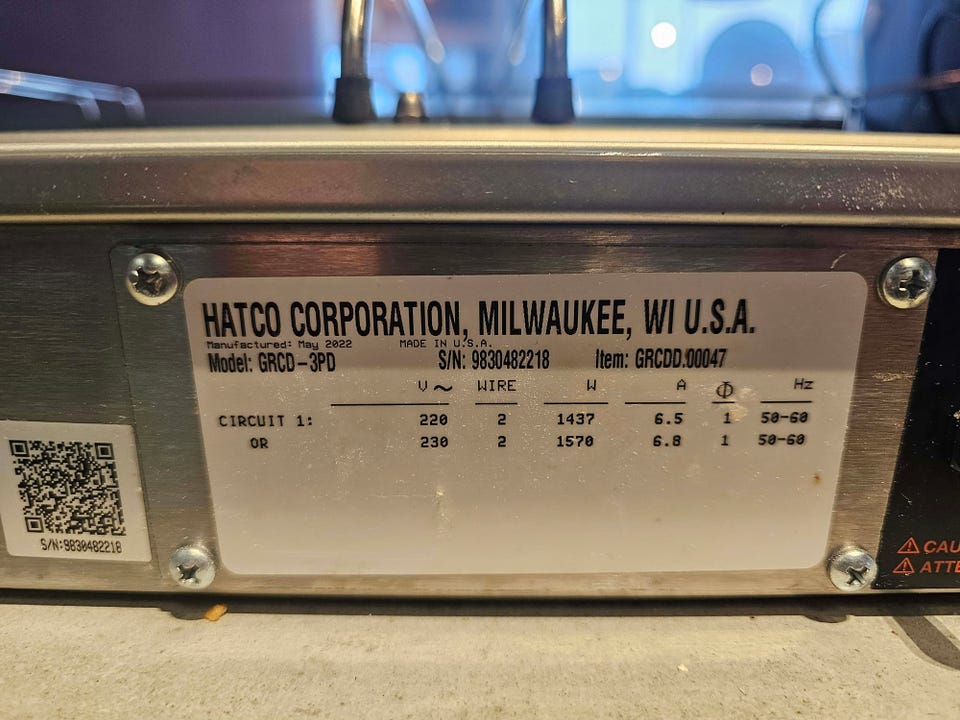 HATCO CORPORATION, MILWAUKEE, WI U.S.A.
Manufactured: May 2022 MADE IN U.S.A.
Model: GRCD-3PD S/N: 9830482218 Item: GRCDD.00047
V ~ WIRE W A Φ Hz
CIRCUIT 1: 220 2 1437 6.5 1 50-60
OR 230 2 1570 6.8 1 50-60
S/N:9830482218
⚠ CAU
⚠ ATTE